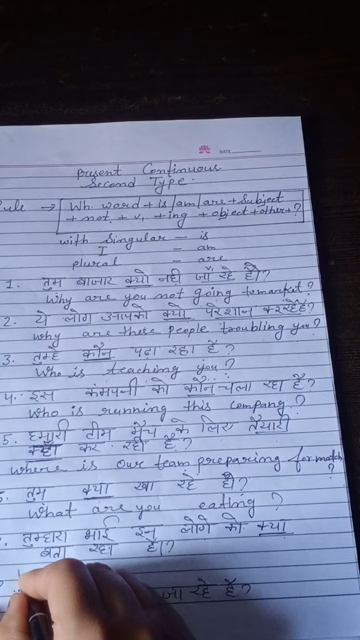 DATE
Present Continuous
Second Type
Rule → Wh. word + is/am/are + Subject
+ not + v₁ + ing + object + other + ?
with Singular – is
I – am
plural – are
1. तुम बाजार क्यो नही जा रहे हो?
Why are you not going to market?
2. ये लोग आपको क्यो परेशान कर रहे हैं?
why are these people troubling you?
3. तुम्हे कौन पढ़ा रहा है?
Who is teaching you?
4. इस कंमपनी को कौन चला रहा है?
Who is running this company?
5. हमारी टीम मैच के लिए तैयारी
कहाँ कर रही है?
where is our team preparing for match
?
तुम क्या खा रहे हो?
What are you eating?
तुम्हारा भाई इन लोगो को क्या
बता रहा है?
जा रहे है?